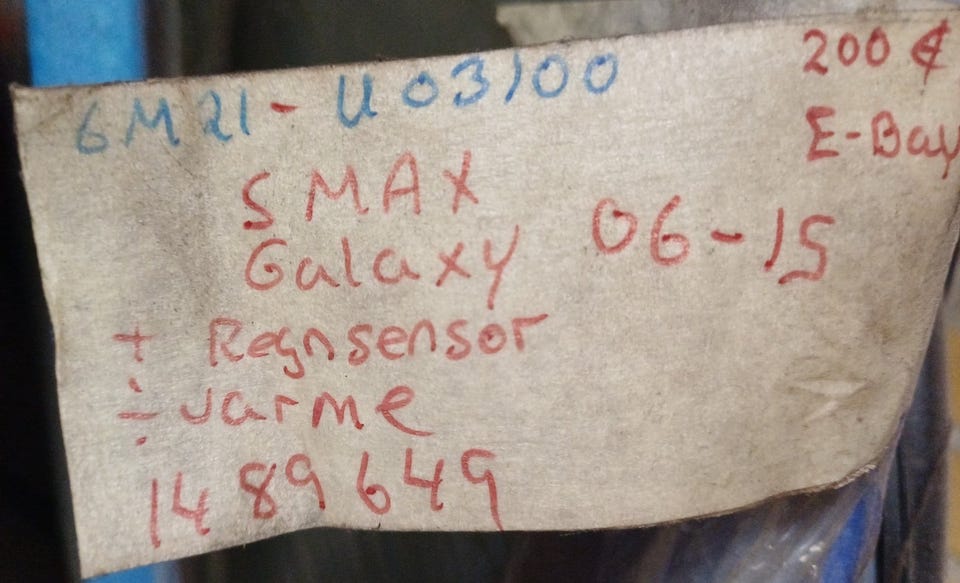 6M21-U03100
200 ¢
E-Bay
SMAX
Galaxy 06-15
+ Regnsensor
÷ varme
1489649